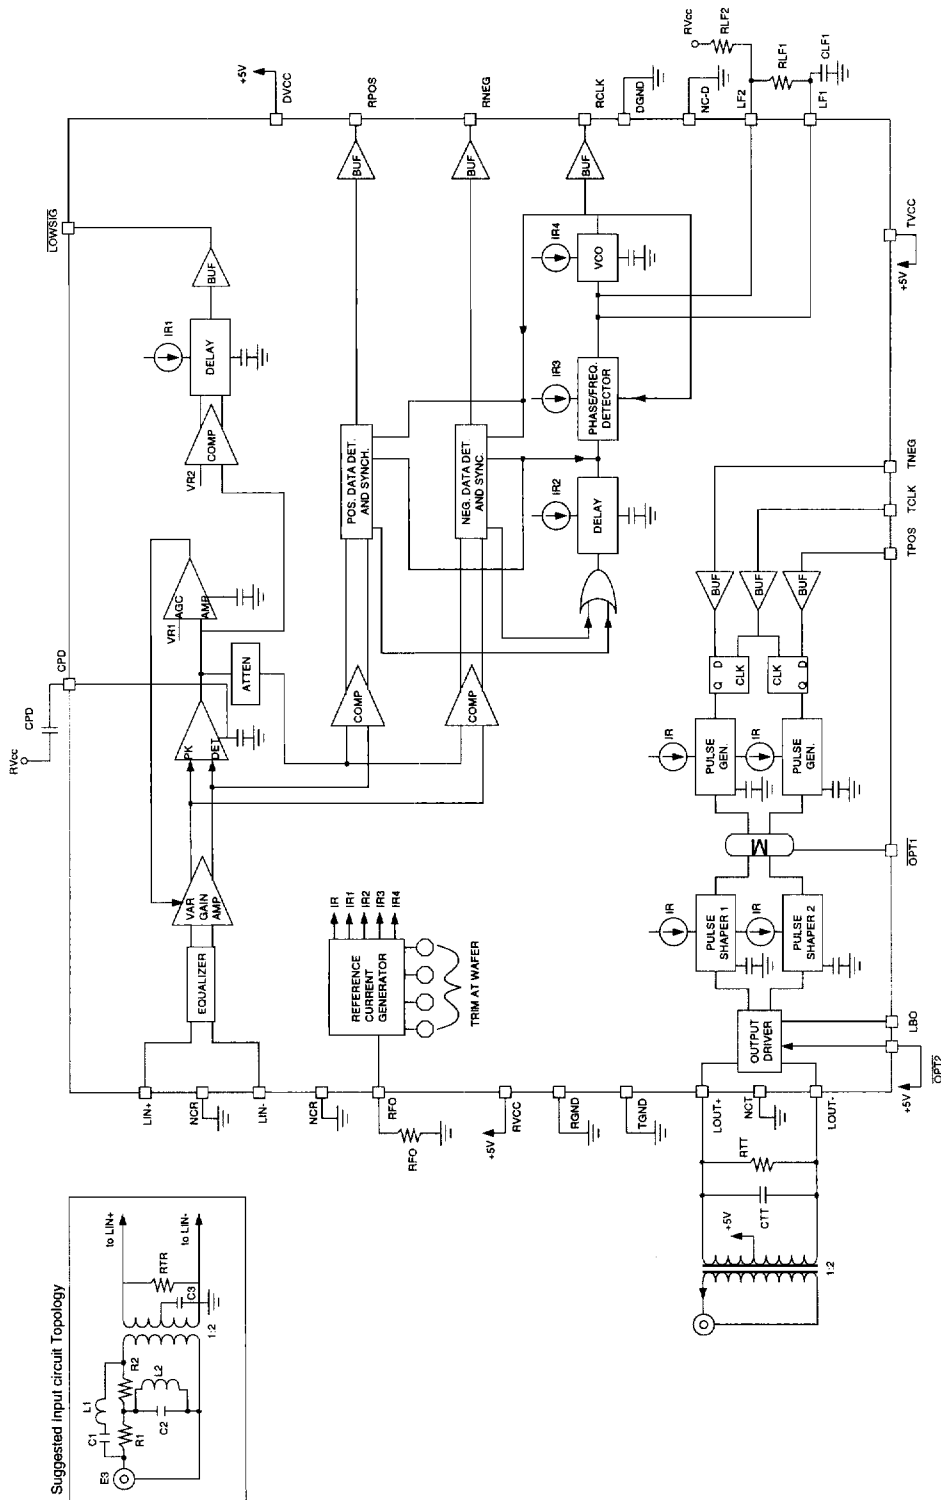 Suggested Input circuit Topology
E3
C1
L1
R1
R2
C2
L2
1:2
C3
RTR
to LIN+
to LIN-
RVcc
CPD
CPD
LOWSIG
+5V
DVCC
LIN+
NCR
LIN-
EQUALIZER
VAR
GAIN
AMP
PK
DET
ATTEN
VR1
AGC
AMP
VR2
COMP
IR1
DELAY
BUF
COMP
POS. DATA DET.
AND SYNCH.
BUF
RPOS
COMP
NEG. DATA DET.
AND SYNC.
BUF
RNEG
IR2
DELAY
IR3
PHASE/FREQ.
DETECTOR
IR4
VCO
BUF
RCLK
DGND
NC-D
LF2
LF1
RVcc
RLF2
RLF1
CLF1
NCR
RFO
RFO
REFERENCE
CURRENT
GENERATOR
IR
IR1
IR2
IR3
IR4
TRIM AT WAFER
+5V
RVCC
RGND
TGND
LOUT+
NCT
LOUT-
RTT
CTT
+5V
1:2
OUTPUT
DRIVER
IR
PULSE
SHAPER 1
IR
PULSE
SHAPER 2
M
IR
PULSE
GEN.
IR
PULSE
GEN.
Q
D
CLK
CLK
Q
D
BUF
BUF
BUF
+5V
OPT2
LBO
OPT1
TPOS
TCLK
TNEG
+5V
TVCC